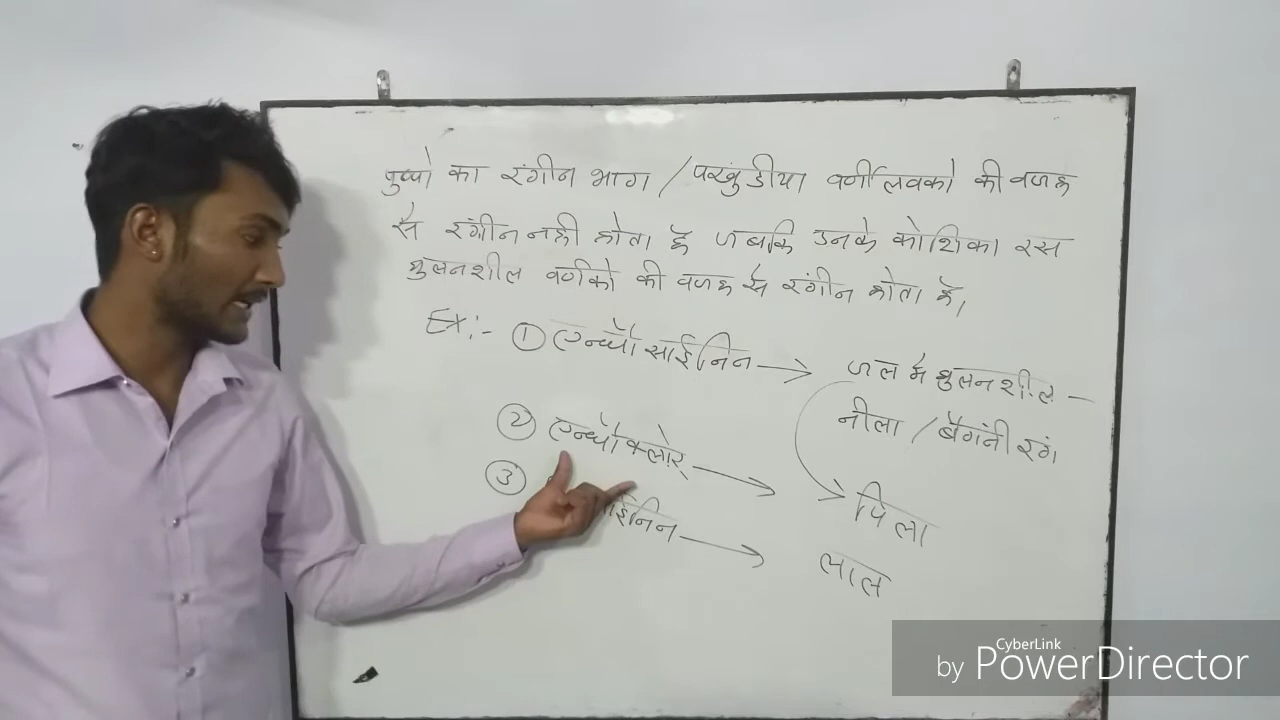 पुष्पो का रंगीन भाग / पखुंडीया वर्णीलवको की वजह
से रंगीन नही होता है जबकि उनके कोशिका रस
घुलनशील वर्णको की वजह से रंगीन होता है।
Ex:- ① एन्थोसाईनिन → जल मे घुलनशील -
नीला / बैगंनी रंग
② एन्थोक्लोर → पिला
③ साईनिन → लाल
CyberLink
by PowerDirector